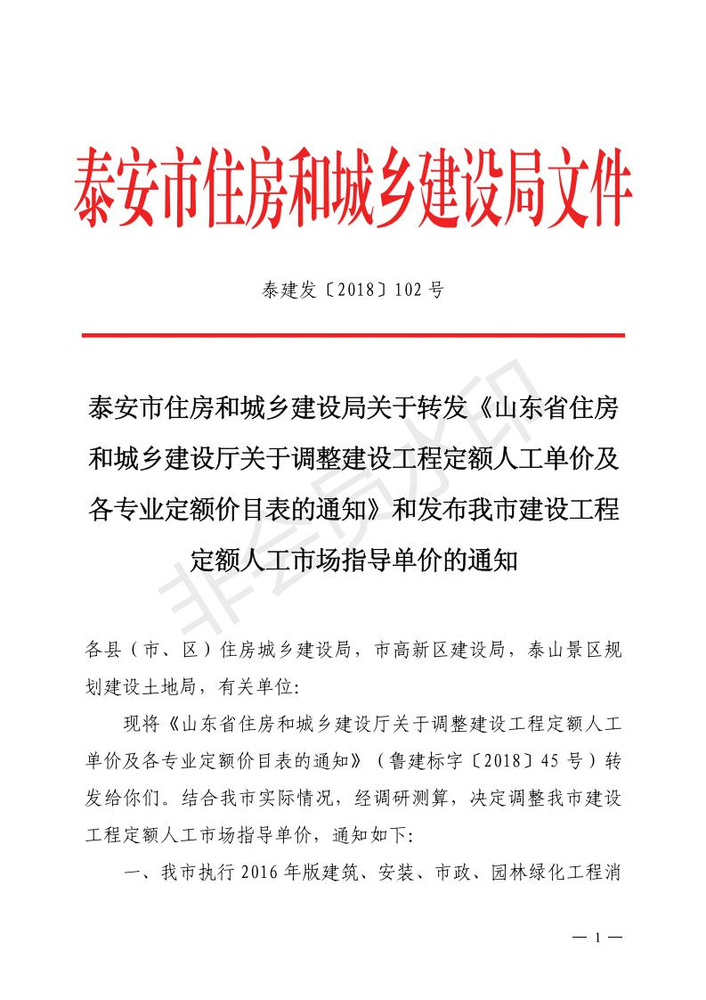 泰安市住房和城乡建设局文件
泰建发〔2018〕102 号
泰安市住房和城乡建设局关于转发《山东省住房
和城乡建设厅关于调整建设工程定额人工单价及
各专业定额价目表的通知》和发布我市建设工程
定额人工市场指导单价的通知
非会员水印
各县（市、区）住房城乡建设局，市高新区建设局，泰山景区规
划建设土地局，有关单位：
现将《山东省住房和城乡建设厅关于调整建设工程定额人工
单价及各专业定额价目表的通知》（鲁建标字〔2018〕45 号）转
发给你们。结合我市实际情况，经调研测算，决定调整我市建设
工程定额人工市场指导单价，通知如下：
一、我市执行 2016 年版建筑、安装、市政、园林绿化工程消
— 1 —